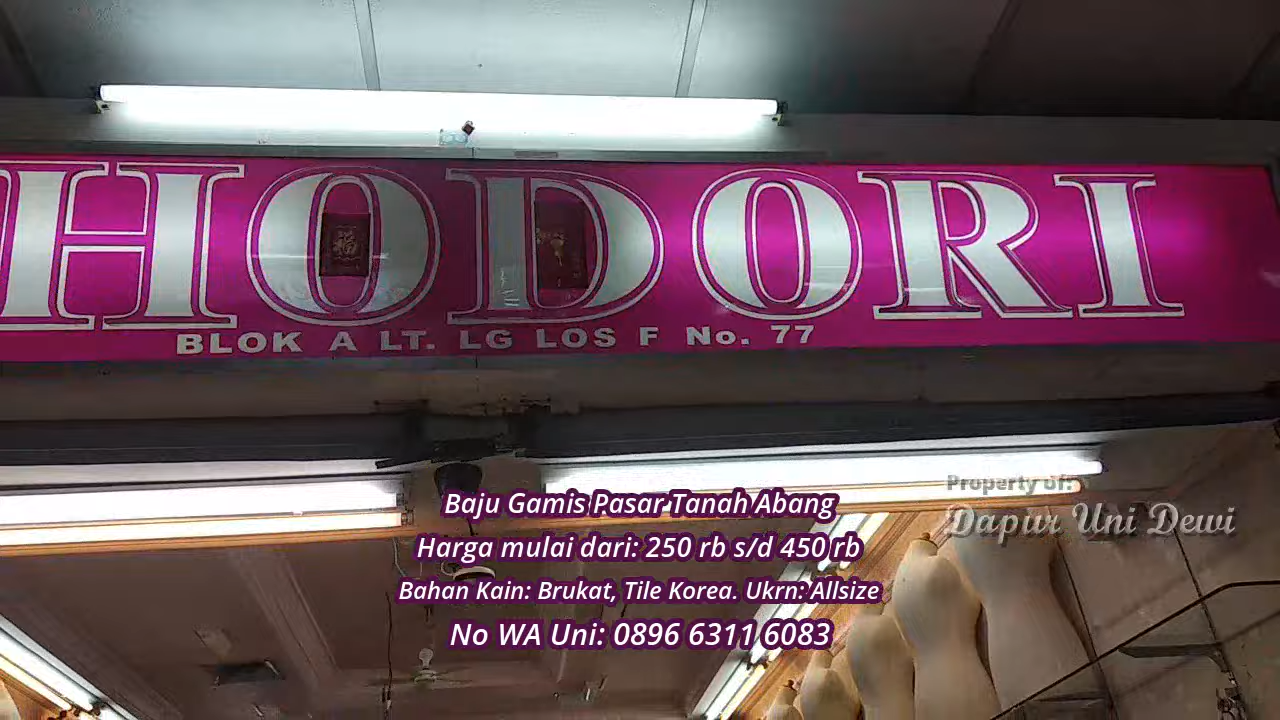 HODORI
BLOK A LT. LG LOS F No. 77
Property of:
Dapur Uni Dewi
Baju Gamis Pasar Tanah Abang
Harga mulai dari: 250 rb s/d 450 rb
Bahan Kain: Brukat, Tile Korea. Ukrn: Allsize
No WA Uni: 0896 6311 6083